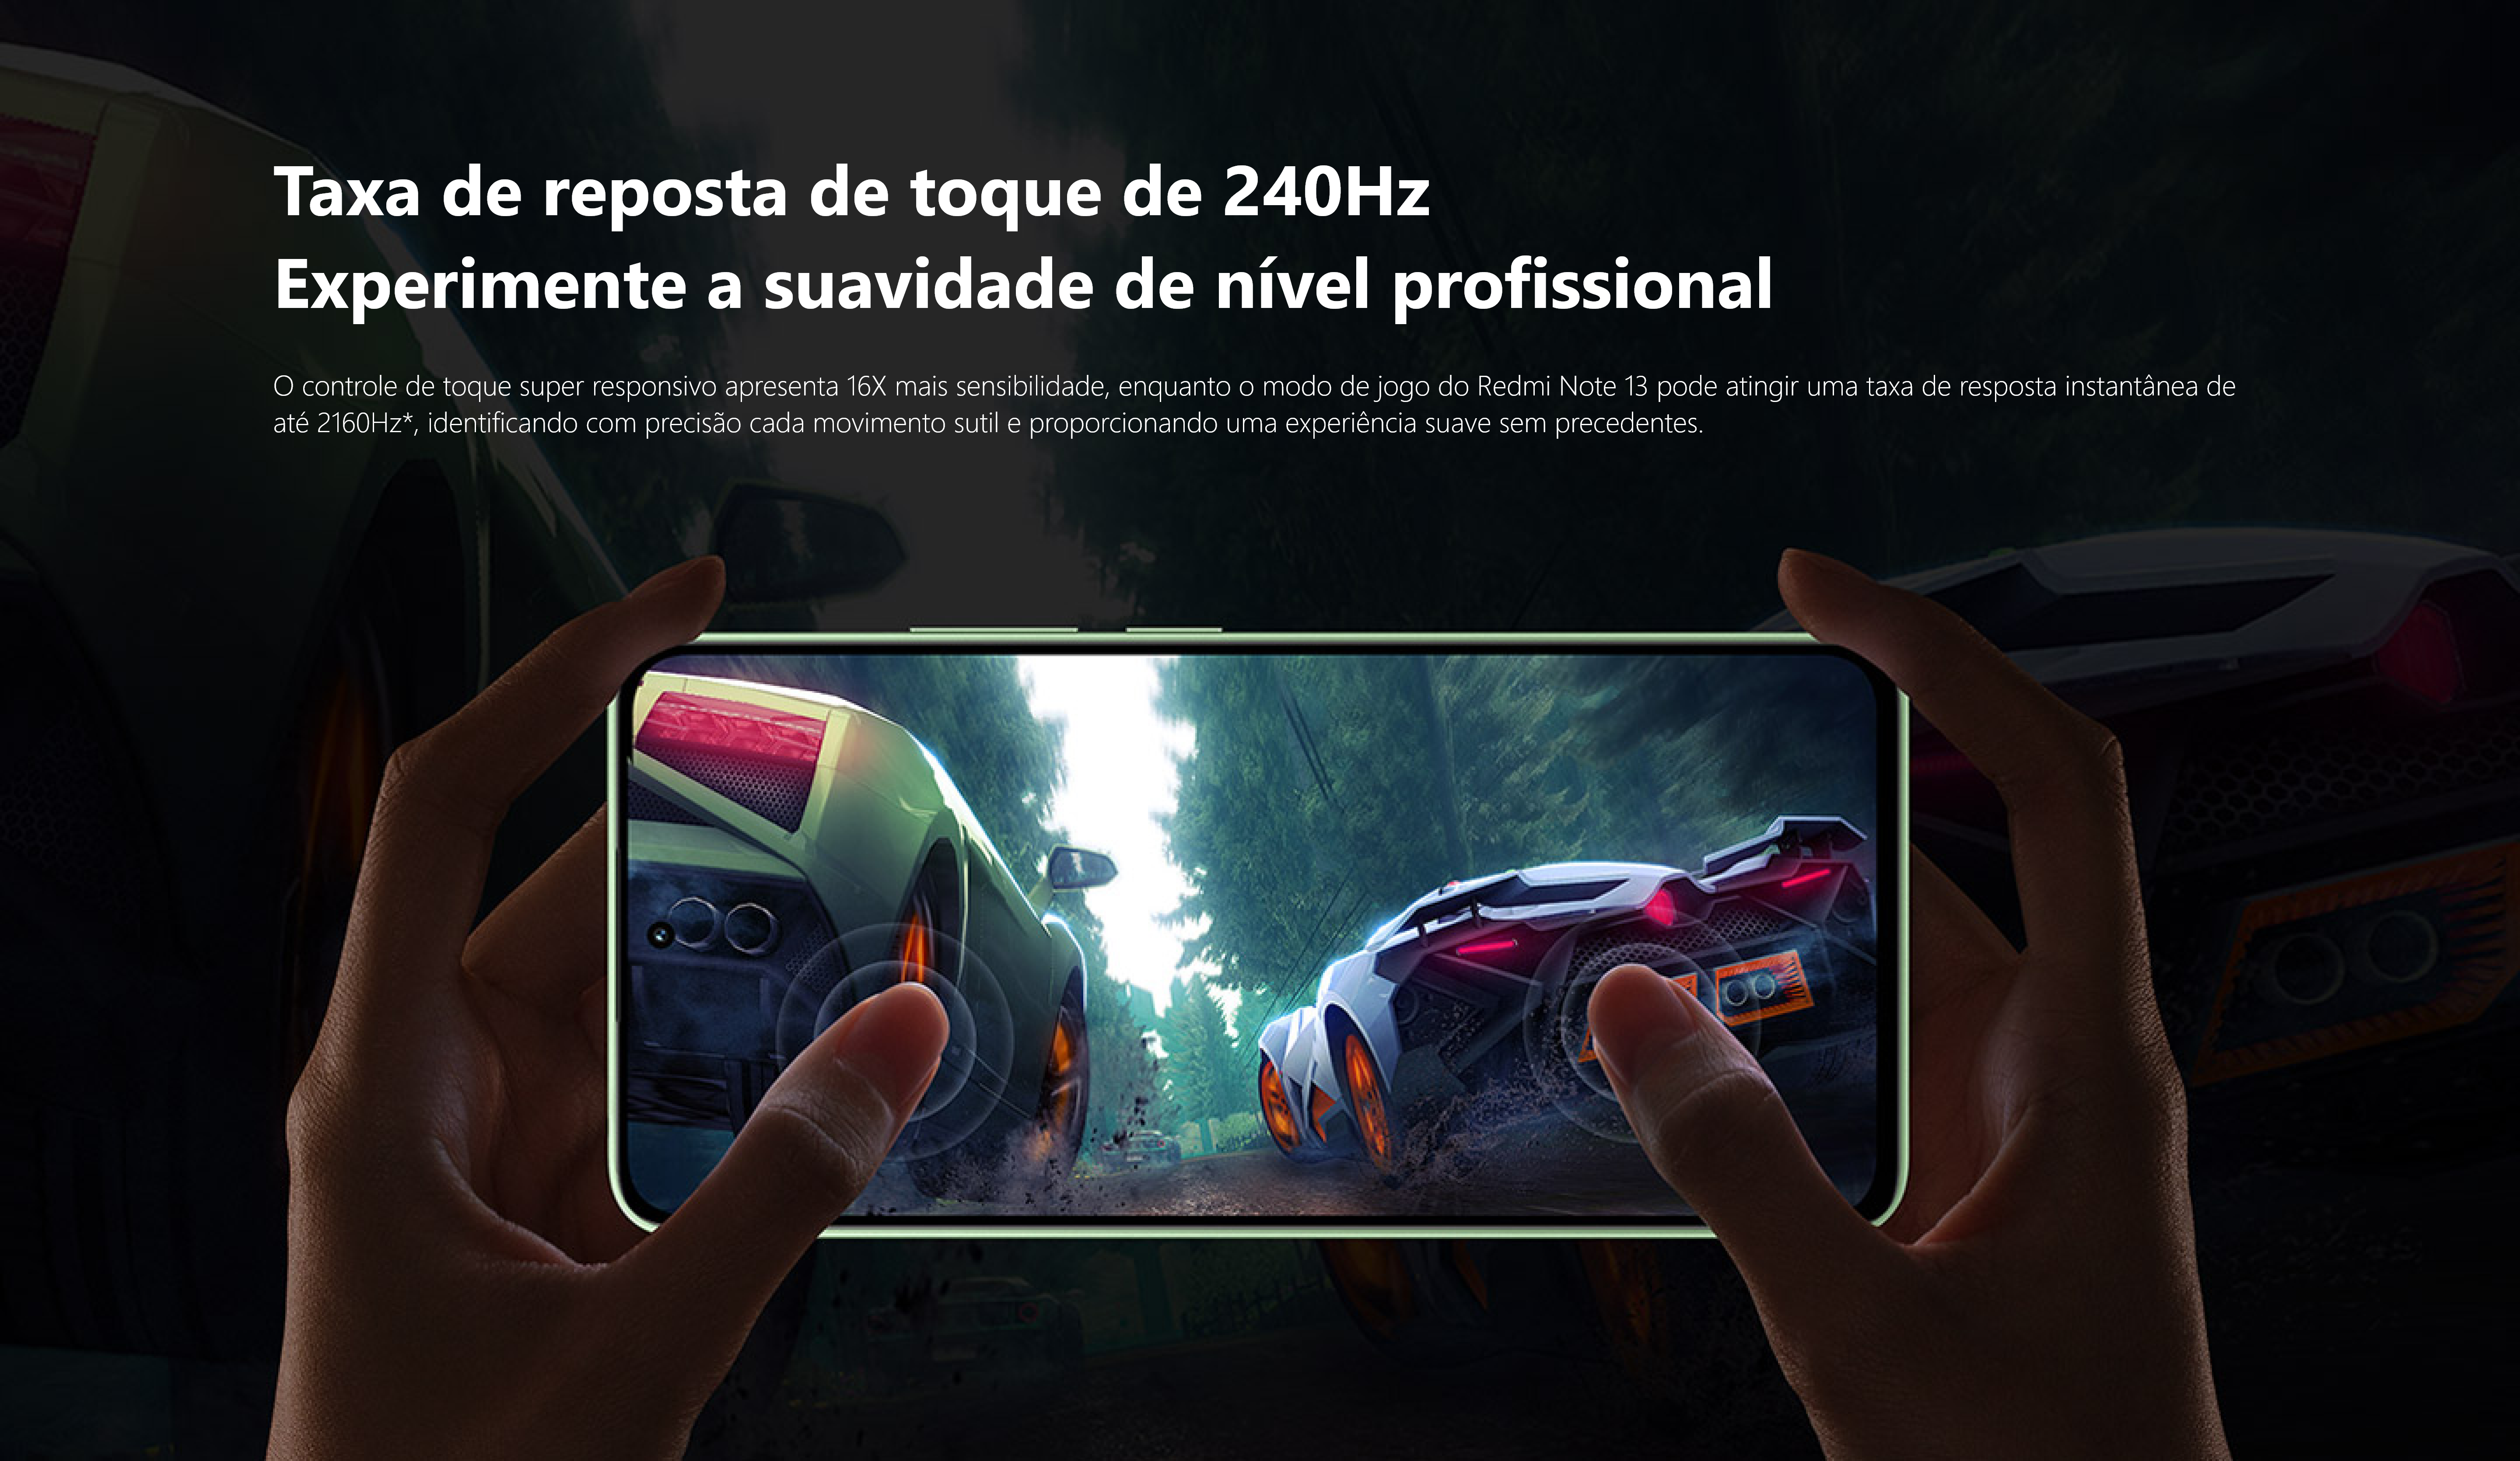 Taxa de reposta de toque de 240Hz
Experimente a suavidade de nível profissional
O controle de toque super responsivo apresenta 16X mais sensibilidade, enquanto o modo de jogo do Redmi Note 13 pode atingir uma taxa de resposta instantânea de
até 2160Hz*, identificando com precisão cada movimento sutil e proporcionando uma experiência suave sem precedentes.